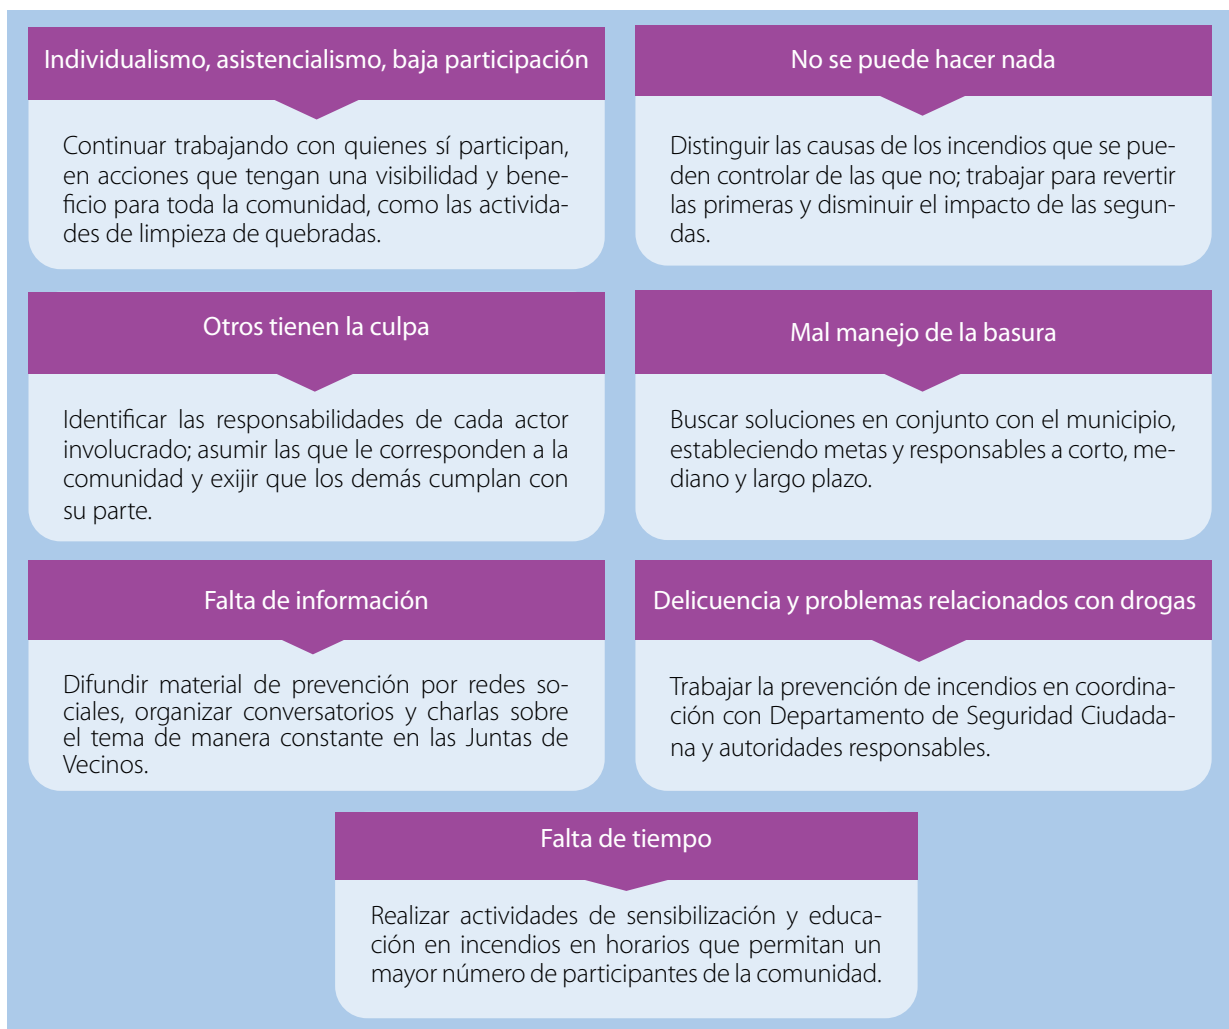 Individualismo, asistencialismo, baja participación
Continuar trabajando con quienes sí participan,
en acciones que tengan una visibilidad y bene-
ficio para toda la comunidad, como las activida-
des de limpieza de quebradas.
No se puede hacer nada
Distinguir las causas de los incendios que se pue-
den controlar de las que no; trabajar para revertir
las primeras y disminuir el impacto de las segun-
das.
Otros tienen la culpa
Identificar las responsabilidades de cada actor
involucrado; asumir las que le corresponden a la
comunidad y exijir que los demás cumplan con
su parte.
Mal manejo de la basura
Buscar soluciones en conjunto con el municipio,
estableciendo metas y responsables a corto, me-
diano y largo plazo.
Falta de información
Difundir material de prevención por redes so-
ciales, organizar conversatorios y charlas sobre
el tema de manera constante en las Juntas de
Vecinos.
Delicuencia y problemas relacionados con drogas
Trabajar la prevención de incendios en coordina-
ción con Departamento de Seguridad Ciudada-
na y autoridades responsables.
Falta de tiempo
Realizar actividades de sensibilización y educa-
ción en incendios en horarios que permitan un
mayor número de participantes de la comunidad.